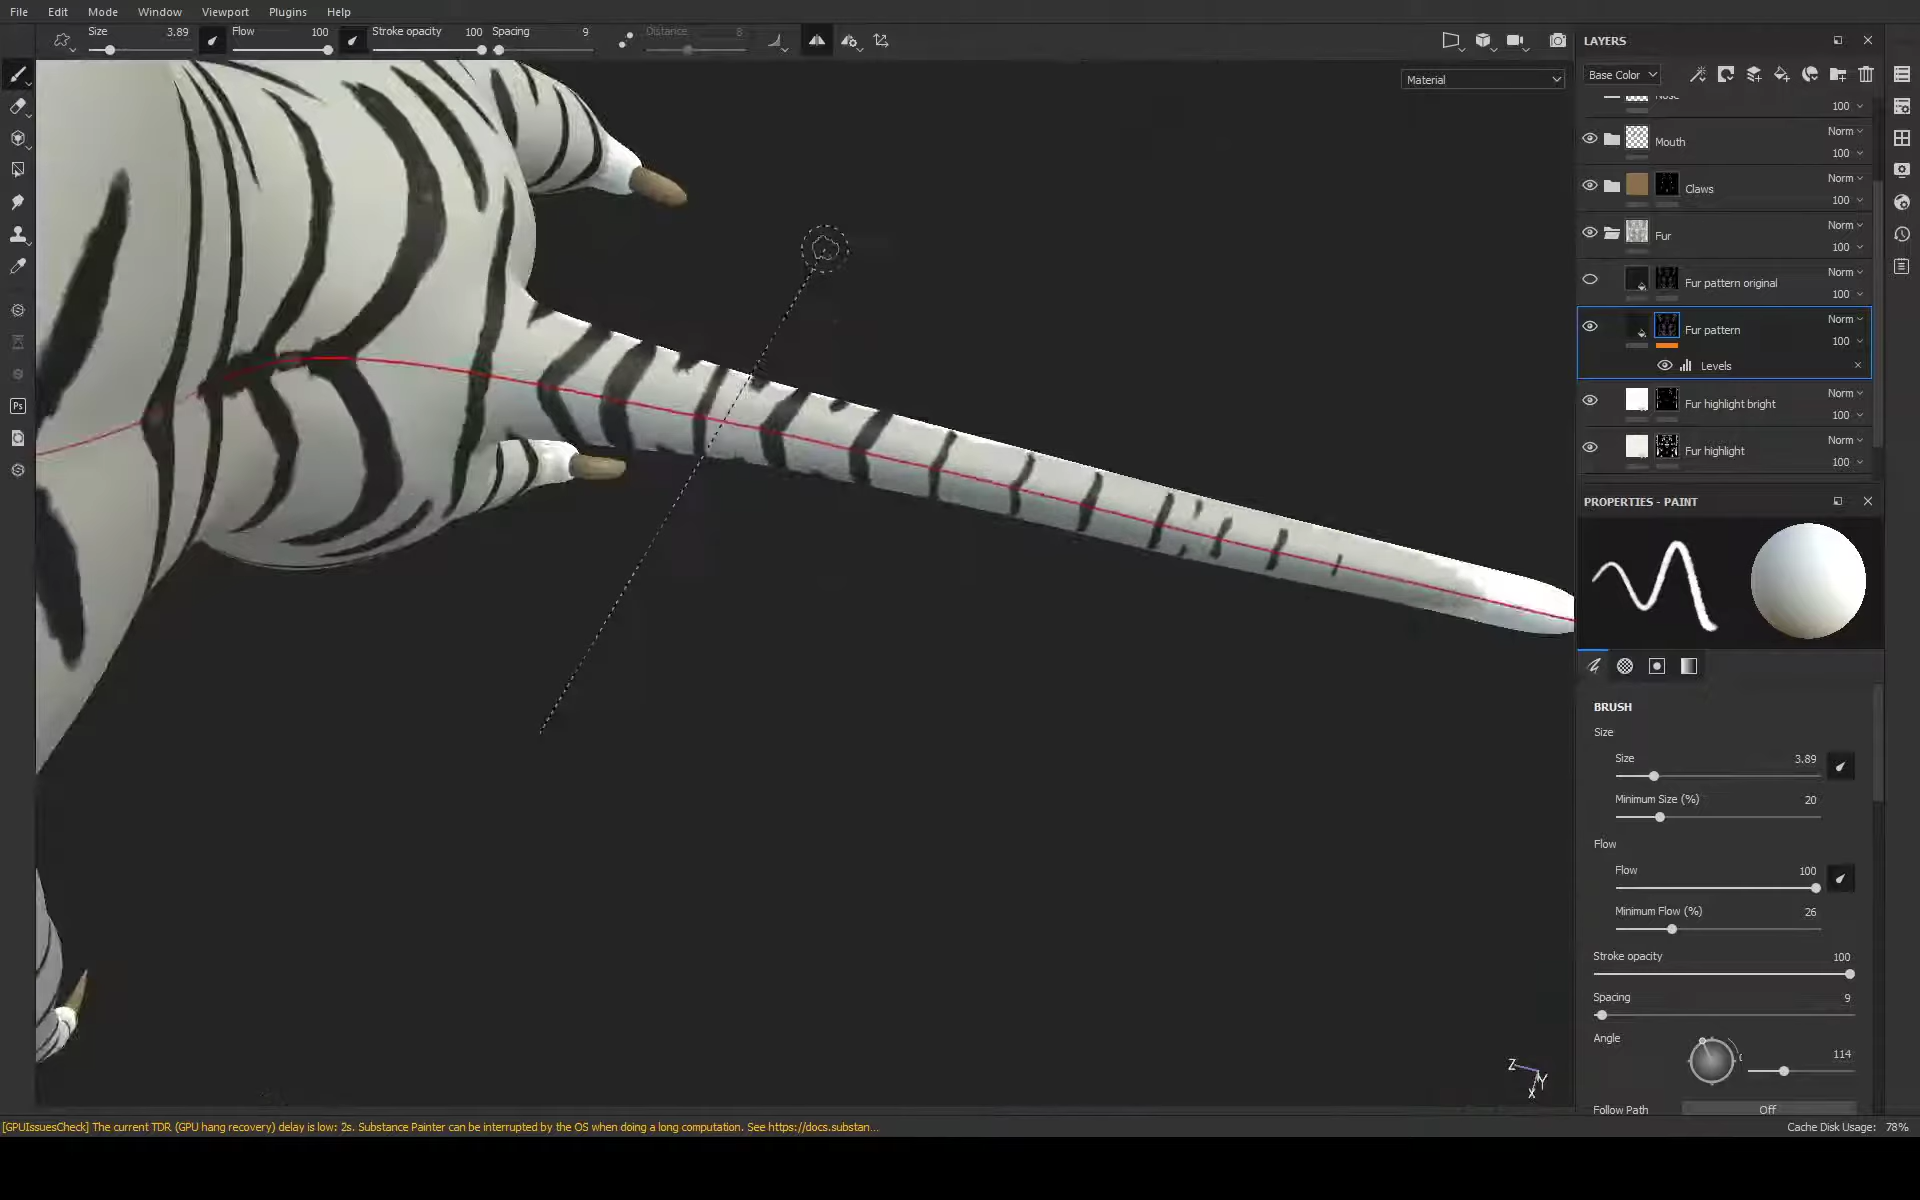 File Edit Mode Window Viewport Plugins Help
Size 3.89 Flow 100 Stroke opacity 100 Spacing 9 Distance 8
Material
LAYERS
Base Color
Nose
100
Mouth Norm
100
Claws Norm
100
Fur Norm
100
Fur pattern original Norm
100
Fur pattern Norm
100
Levels
Fur highlight bright Norm
100
Fur highlight Norm
100
PROPERTIES - PAINT
BRUSH
Size
Size 3.89
Minimum Size (%) 20
Flow
Flow 100
Minimum Flow (%) 26
Stroke opacity 100
Spacing 9
Angle 114
Follow Path Off
Ps
Z
Y
X
[GPUIssuesCheck] The current TDR (GPU hang recovery) delay is low: 2s. Substance Painter can be interrupted by the OS when doing a long computation. See https://docs.substan...
Cache Disk Usage: 78%